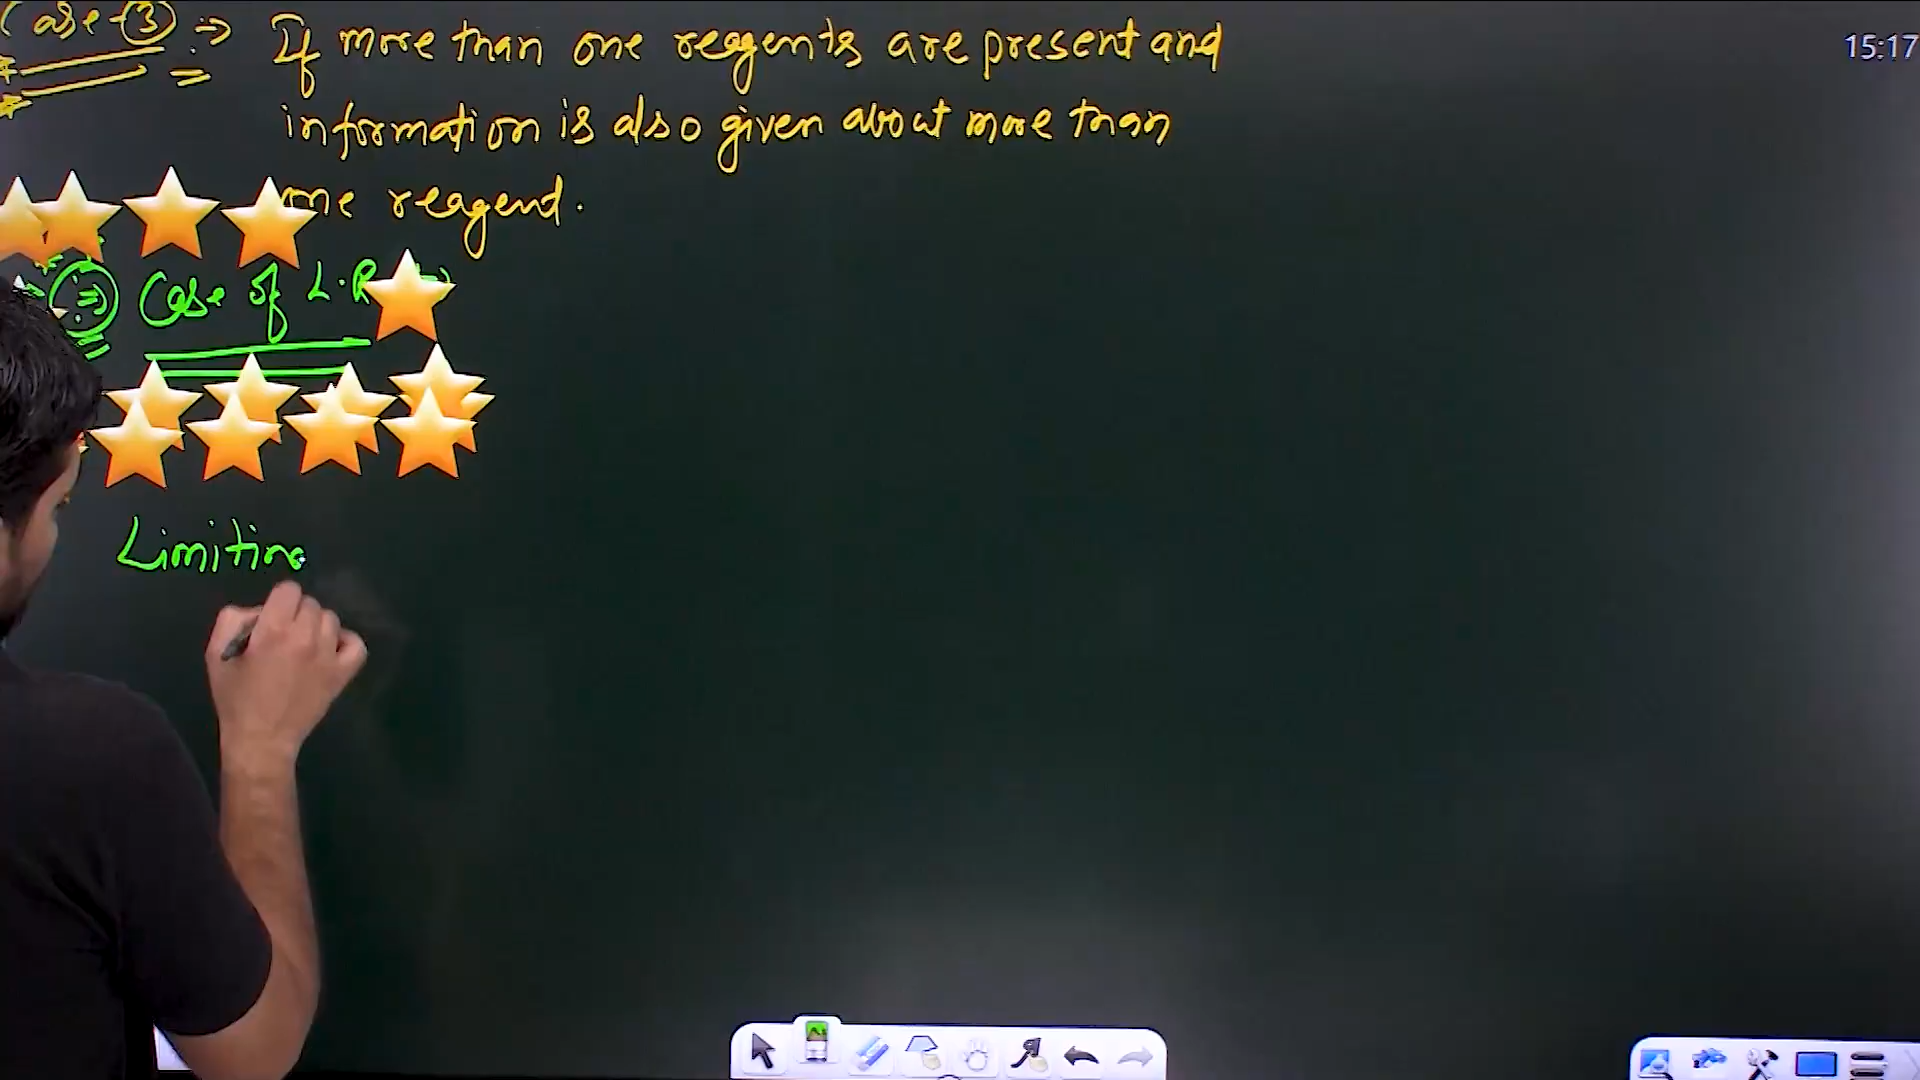 Case-(3) :→ If more than one reagents are present and
15:17
information is also given about more than
one reagend.
Case of L.R
Limiting